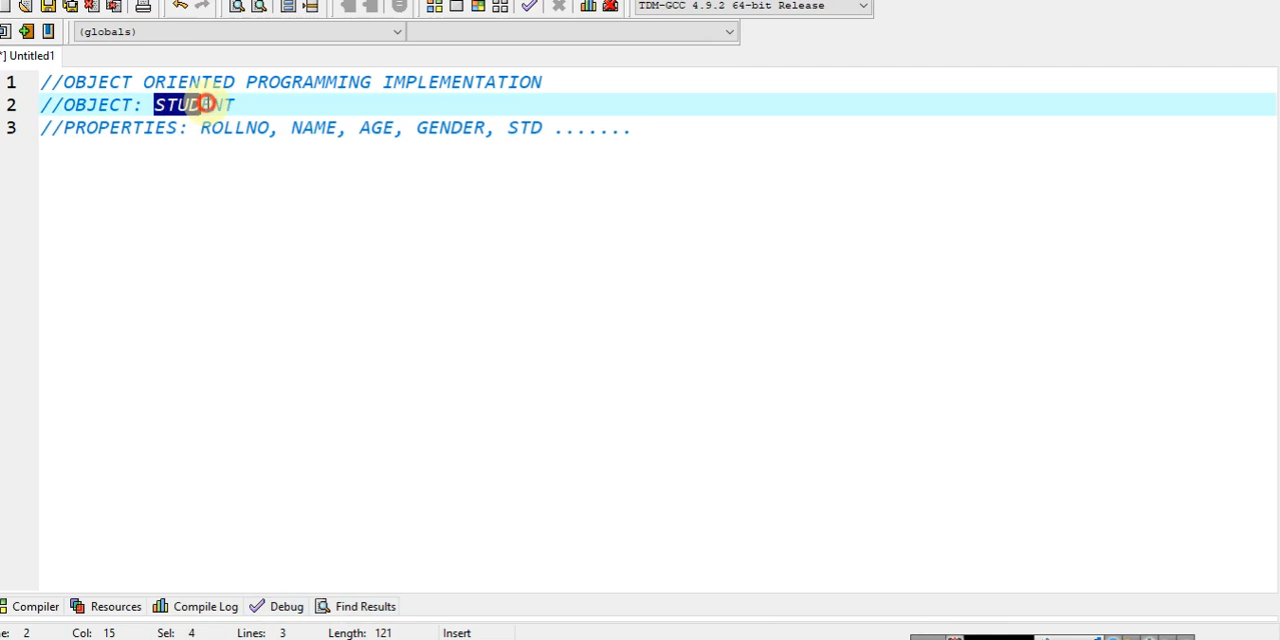 TDM-GCC 4.9.2 64-bit Release
(globals)
Untitled1
1 //OBJECT ORIENTED PROGRAMMING IMPLEMENTATION
2 //OBJECT: STUDENT
3 //PROPERTIES: ROLLNO, NAME, AGE, GENDER, STD .......
Compiler Resources Compile Log Debug Find Results
e: 2 Col: 15 Sel: 4 Lines: 3 Length: 121 Insert